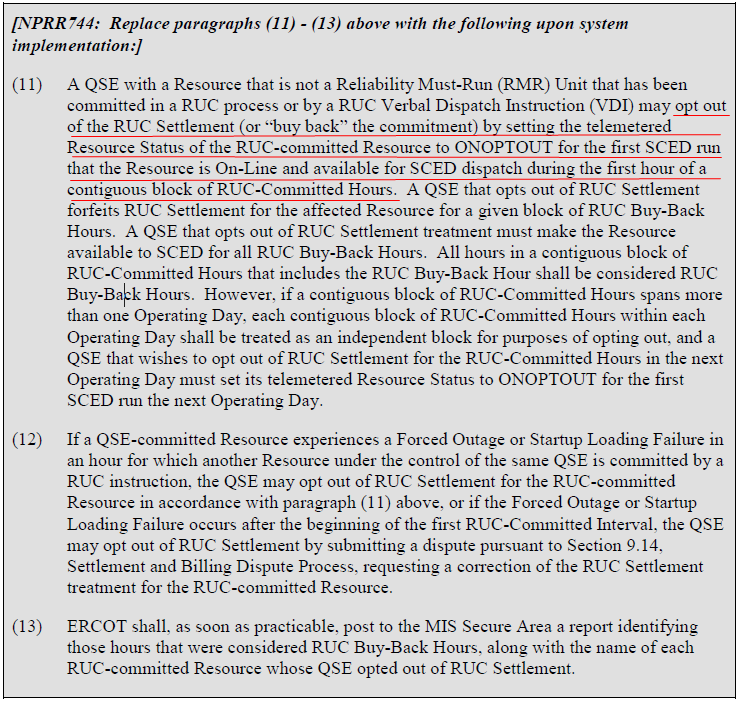 [NPRR744:  Replace paragraphs (11) - (13) above with the following upon system
implementation:]
(11) A QSE with a Resource that is not a Reliability Must-Run (RMR) Unit that has been
committed in a RUC process or by a RUC Verbal Dispatch Instruction (VDI) may opt out
of the RUC Settlement (or “buy back” the commitment) by setting the telemetered
Resource Status of the RUC-committed Resource to ONOPTOUT for the first SCED run
that the Resource is On-Line and available for SCED dispatch during the first hour of a
contiguous block of RUC-Committed Hours.  A QSE that opts out of RUC Settlement
forfeits RUC Settlement for the affected Resource for a given block of RUC Buy-Back
Hours.  A QSE that opts out of RUC Settlement treatment must make the Resource
available to SCED for all RUC Buy-Back Hours.  All hours in a contiguous block of
RUC-Committed Hours that includes the RUC Buy-Back Hour shall be considered RUC
Buy-Back Hours.  However, if a contiguous block of RUC-Committed Hours spans more
than one Operating Day, each contiguous block of RUC-Committed Hours within each
Operating Day shall be treated as an independent block for purposes of opting out, and a
QSE that wishes to opt out of RUC Settlement for the RUC-Committed Hours in the next
Operating Day must set its telemetered Resource Status to ONOPTOUT for the first
SCED run the next Operating Day.
(12) If a QSE-committed Resource experiences a Forced Outage or Startup Loading Failure in
an hour for which another Resource under the control of the same QSE is committed by a
RUC instruction, the QSE may opt out of RUC Settlement for the RUC-committed
Resource in accordance with paragraph (11) above, or if the Forced Outage or Startup
Loading Failure occurs after the beginning of the first RUC-Committed Interval, the QSE
may opt out of RUC Settlement by submitting a dispute pursuant to Section 9.14,
Settlement and Billing Dispute Process, requesting a correction of the RUC Settlement
treatment for the RUC-committed Resource.
(13) ERCOT shall, as soon as practicable, post to the MIS Secure Area a report identifying
those hours that were considered RUC Buy-Back Hours, along with the name of each
RUC-committed Resource whose QSE opted out of RUC Settlement.